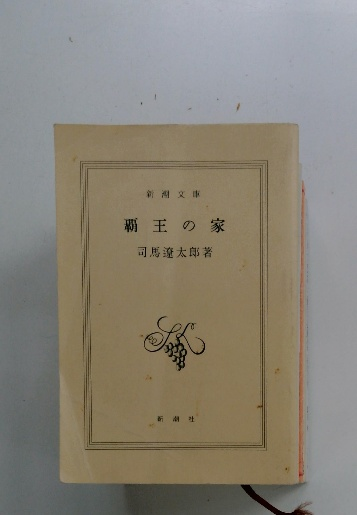 新潮文庫
覇王の家
司馬遼太郎著
新潮社